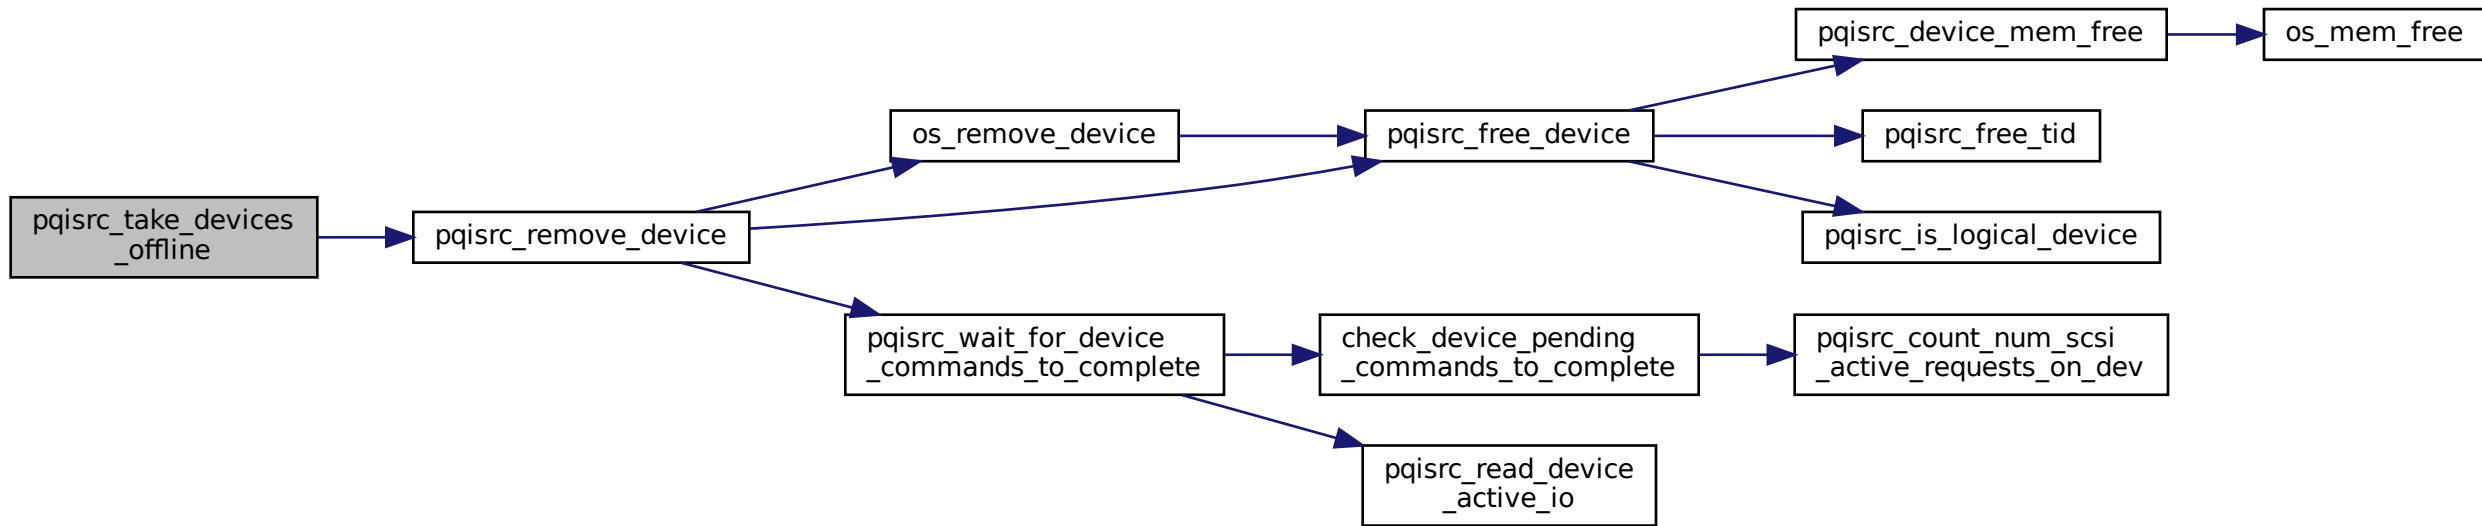 pqisrc_take_devices
_offline
pqisrc_remove_device
os_remove_device
pqisrc_free_device
pqisrc_device_mem_free
os_mem_free
pqisrc_free_tid
pqisrc_is_logical_device
pqisrc_wait_for_device
_commands_to_complete
check_device_pending
_commands_to_complete
pqisrc_count_num_scsi
_active_requests_on_dev
pqisrc_read_device
_active_io